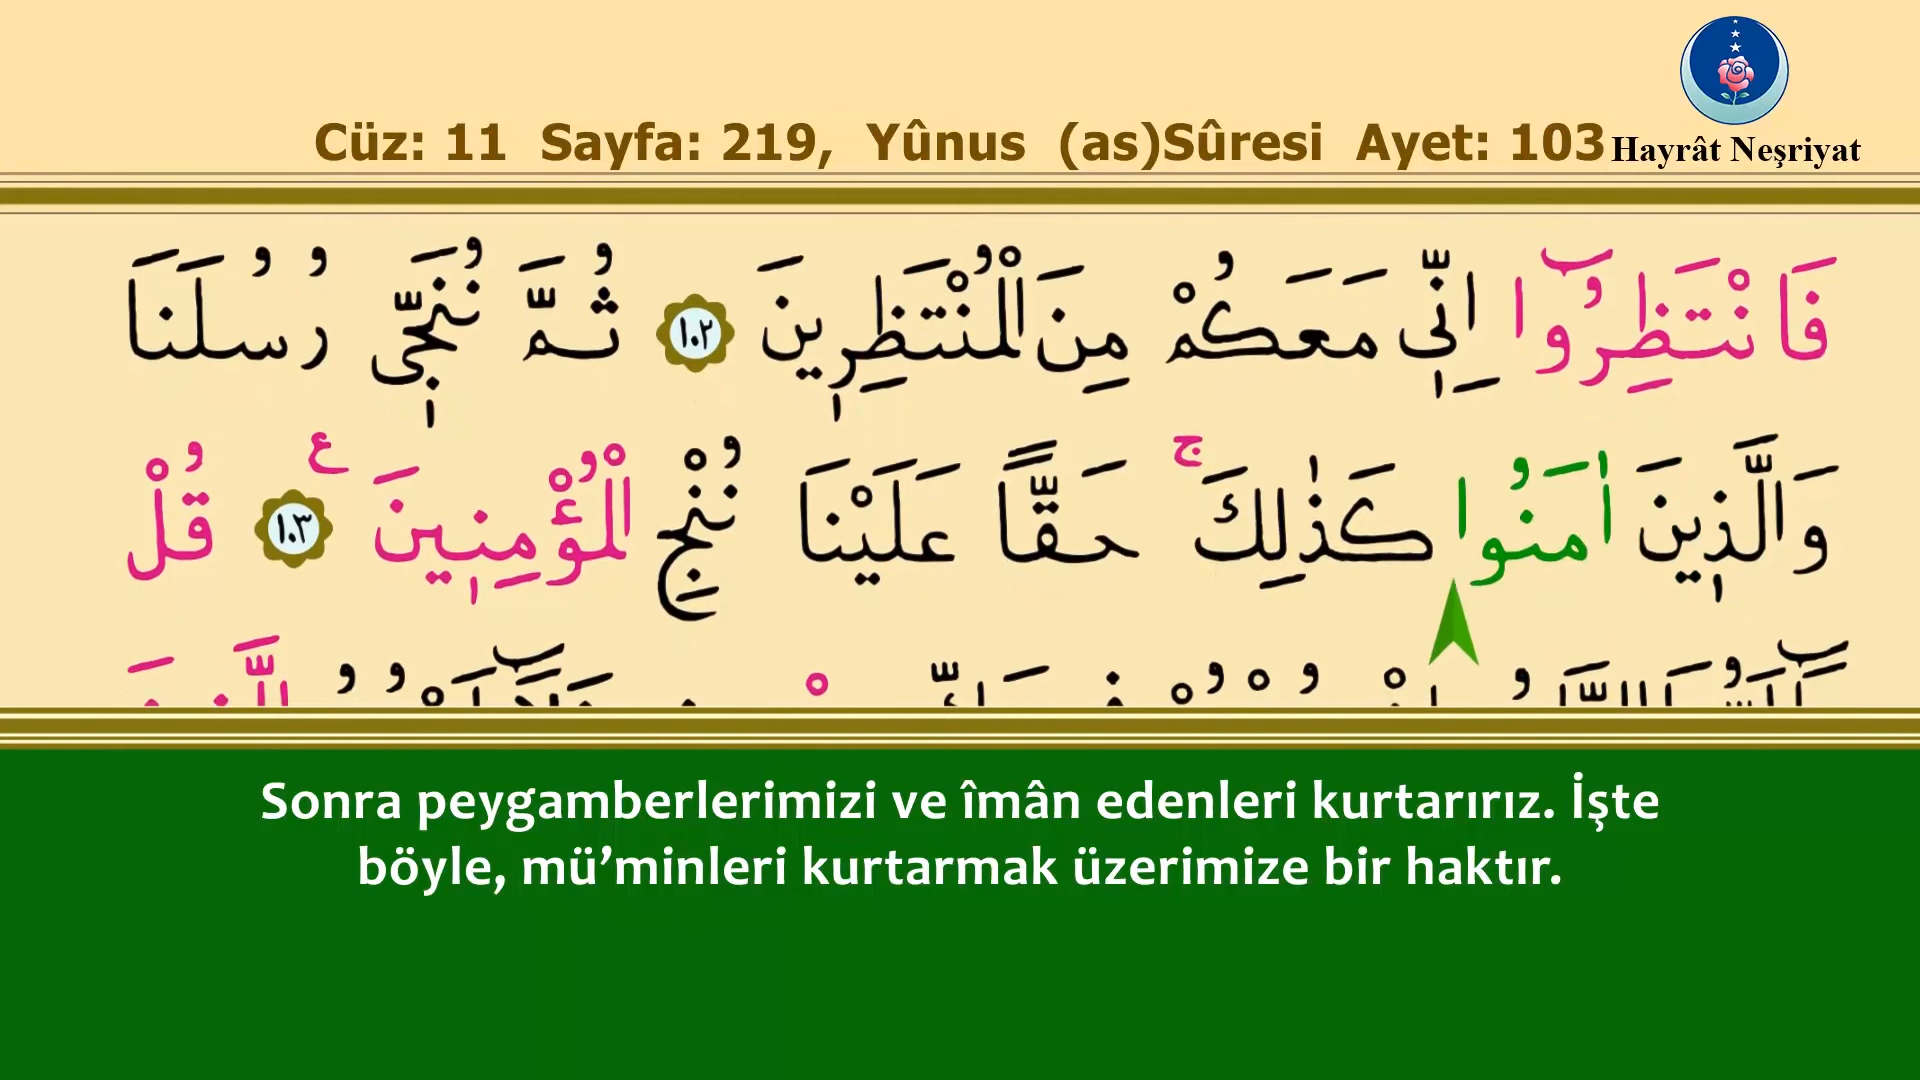 Cüz: 11 Sayfa: 219, Yûnus (as)Sûresi Ayet: 103
Hayrât Neşriyat
فَانْتَظِرُٓوا اِنّٖي مَعَكُمْ مِنَ الْمُنْتَظِرٖينَ ١٠٢ ثُمَّ نُنَجّٖي رُسُلَنَا
وَالَّذٖينَ اٰمَنُوا كَذٰلِكَۚ حَقًّا عَلَيْنَا نُنْجِ الْمُؤْمِنٖينَ ع ١٠٣ قُلْ
Sonra peygamberlerimizi ve îmân edenleri kurtarırız. İşte
böyle, mü’minleri kurtarmak üzerimize bir haktır.